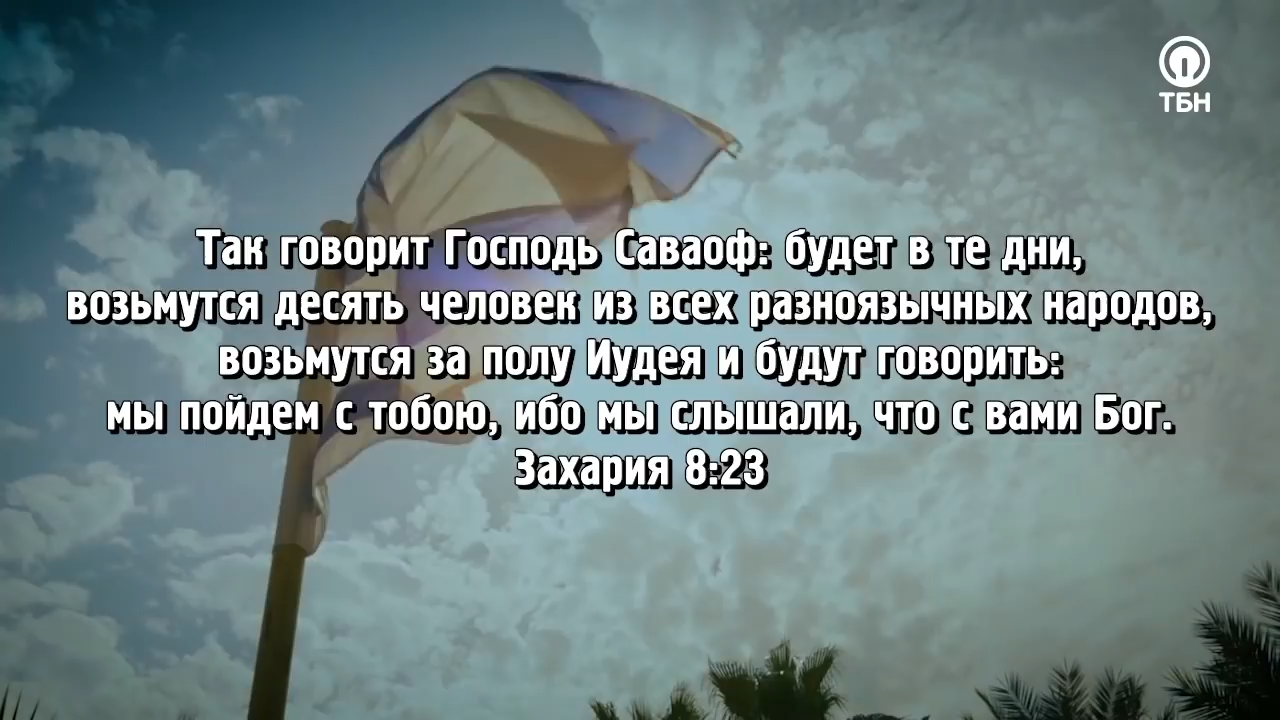 ТБН
Так говорит Господь Саваоф: будет в те дни,
возьмутся десять человек из всех разноязычных народов,
возьмутся за полу Иудея и будут говорить:
мы пойдем с тобою, ибо мы слышали, что с вами Бог.
Захария 8:23